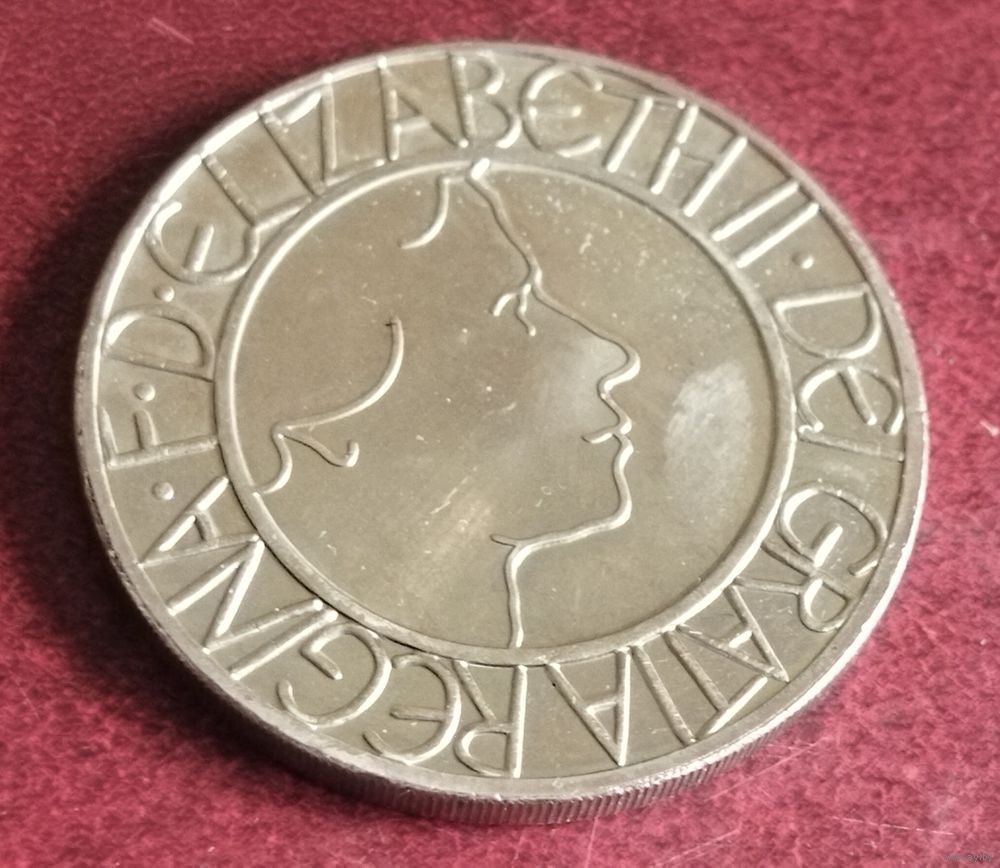 ELIZABETH II · DEI GRATIA REGINA · F · D ·